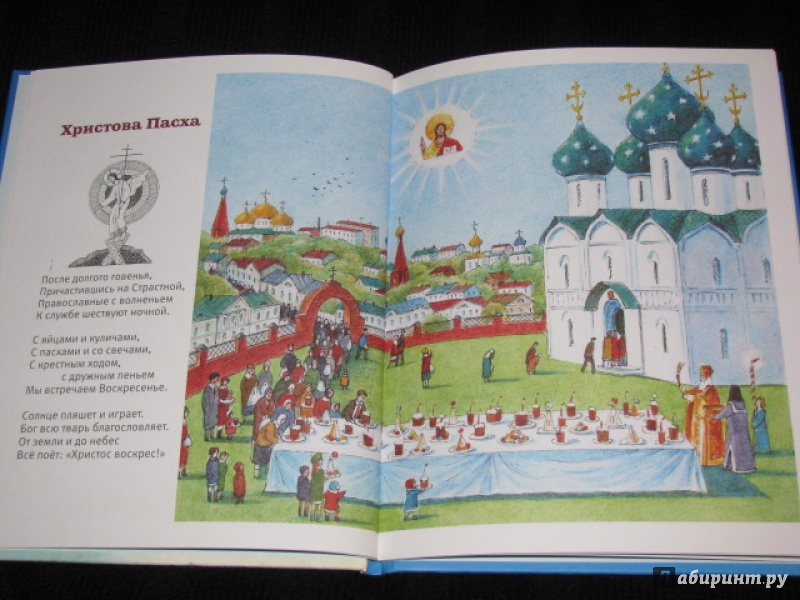 Христова Пасха
После долгого говенья,
Причастившись на Страстной,
Православные с волненьем
К службе шествуют ночной.
С яйцами и куличами,
С пасхами и со свечами,
С крестным ходом,
с дружным пеньем
Мы встречаем Воскресенье.
Солнце пляшет и играет.
Бог всю тварь благословляет.
От земли и до небес
Всё поёт: «Христос воскрес!»
Лабиринт.ру